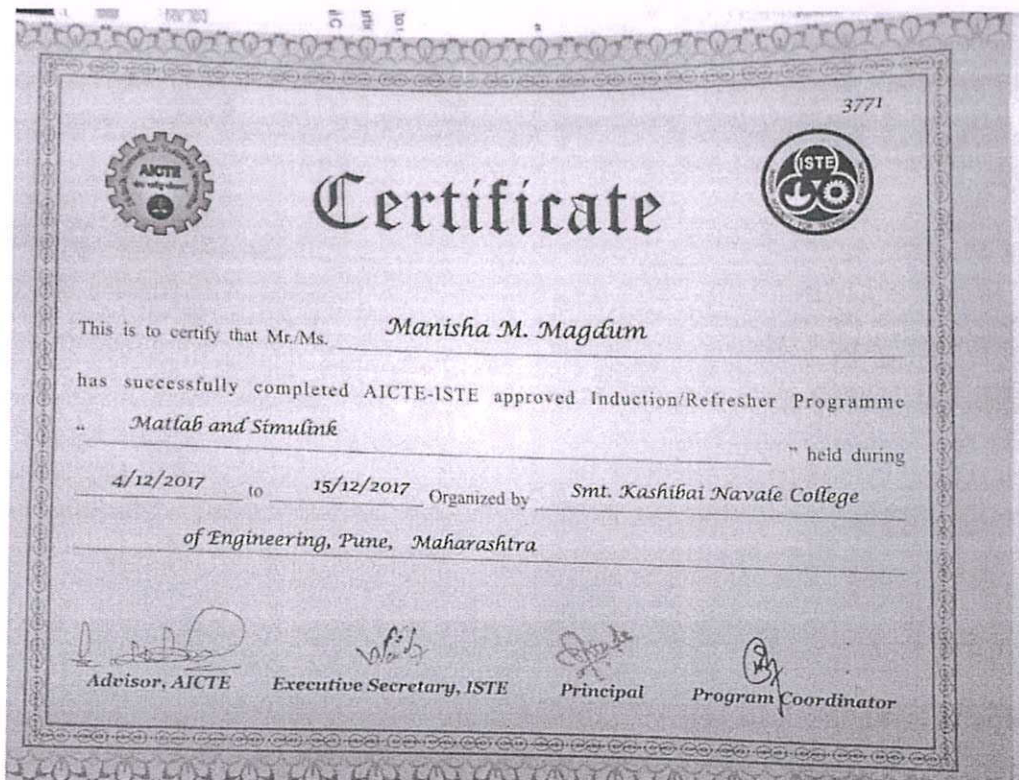 3771
AICTE
ISTE
Certificate
This is to certify that Mr./Ms. Manisha M. Magdum
has successfully completed AICTE-ISTE approved Induction/Refresher Programme
" Matlab and Simulink " held during
4/12/2017 to 15/12/2017 Organized by Smt. Kashibai Navale College
of Engineering, Pune, Maharashtra
Advisor, AICTE Executive Secretary, ISTE Principal Program Coordinator